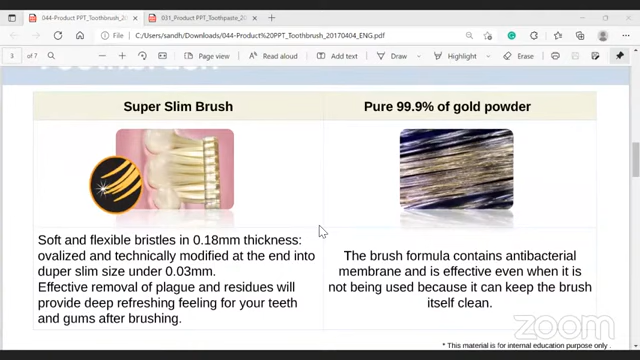 044-Product PPT_Toothbrush_20
031_Product PPT_Toothpaste_20
File
C:/Users/sandh/Downloads/044-Product%20PPT_Toothbrush_20170404_ENG.pdf
3 of 7
Page view
Read aloud
Add text
Draw
Highlight
Erase
Toothbrush
Super Slim Brush
Pure 99.9% of gold powder
Soft and flexible bristles in 0.18mm thickness:
ovalized and technically modified at the end into
duper slim size under 0.03mm.
Effective removal of plague and residues will
provide deep refreshing feeling for your teeth
and gums after brushing.
The brush formula contains antibacterial
membrane and is effective even when it is
not being used because it can keep the brush
itself clean.
* This material is for internal education purpose only .
zoom